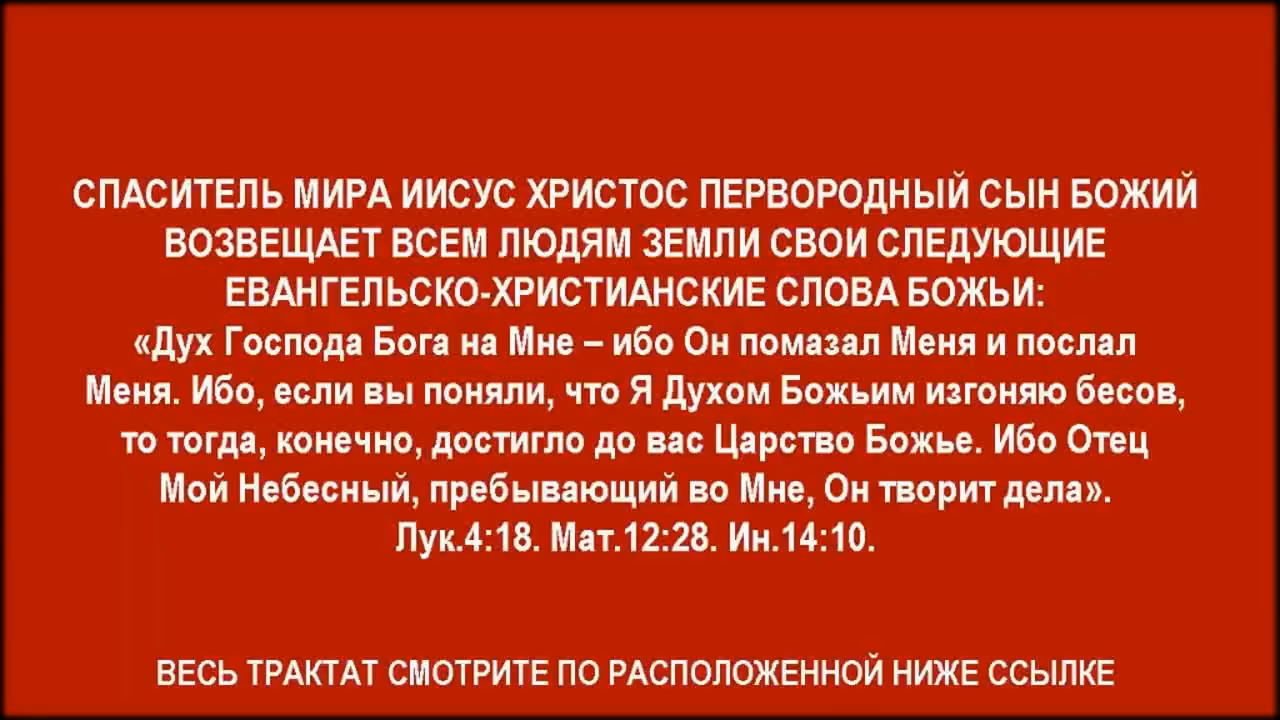 СПАСИТЕЛЬ МИРА ИИСУС ХРИСТОС ПЕРВОРОДНЫЙ СЫН БОЖИЙ
ВОЗВЕЩАЕТ ВСЕМ ЛЮДЯМ ЗЕМЛИ СВОИ СЛЕДУЮЩИЕ
ЕВАНГЕЛЬСКО-ХРИСТИАНСКИЕ СЛОВА БОЖЬИ:
«Дух Господа Бога на Мне – ибо Он помазал Меня и послал
Меня. Ибо, если вы поняли, что Я Духом Божьим изгоняю бесов,
то тогда, конечно, достигло до вас Царство Божье. Ибо Отец
Мой Небесный, пребывающий во Мне, Он творит дела».
Лук.4:18. Мат.12:28. Ин.14:10.
ВЕСЬ ТРАКТАТ СМОТРИТЕ ПО РАСПОЛОЖЕННОЙ НИЖЕ ССЫЛКЕ